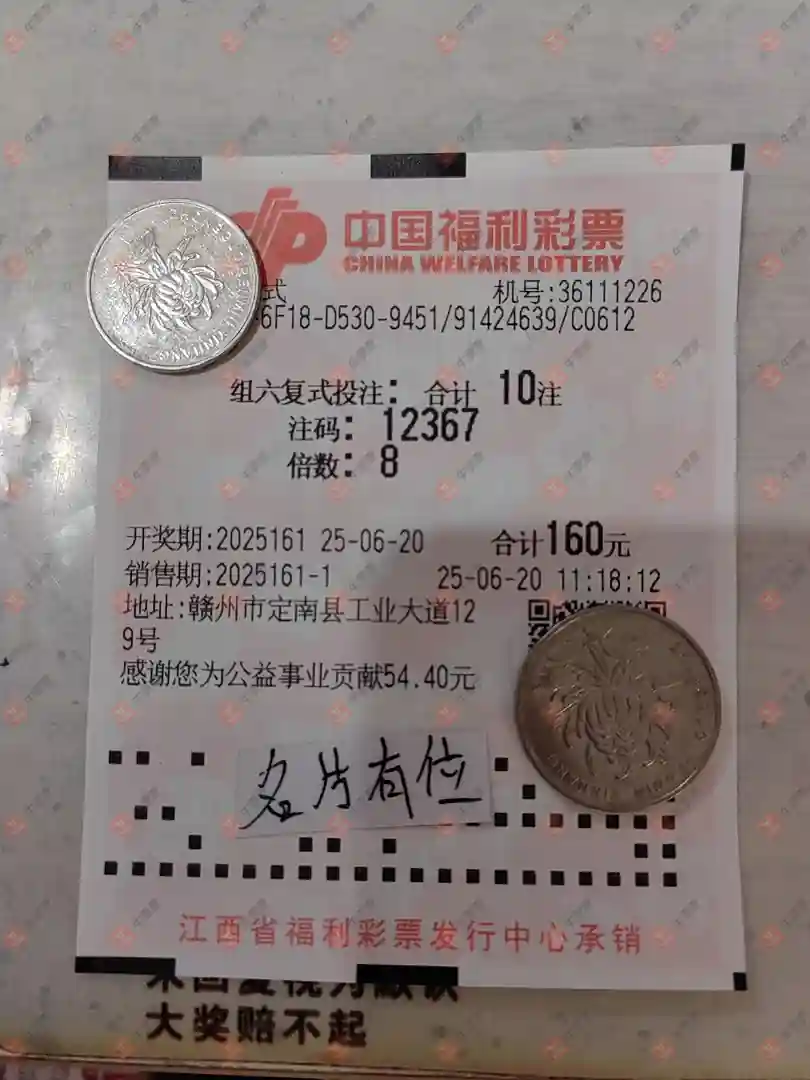 中国福利彩票
CHINA WELFARE LOTTERY
式 机号:36111226
6F18-D530-9451/91424639/C0612
组六复式投注: 合计 10注
注码: 12367
倍数: 8
开奖期:2025161 25-06-20 合计160元
销售期:2025161-1 25-06-20 11:18:12
地址:赣州市定南县工业大道12
9号
感谢您为公益事业贡献54.40元
名片有位
江西省福利彩票发行中心承销
大奖赔不起